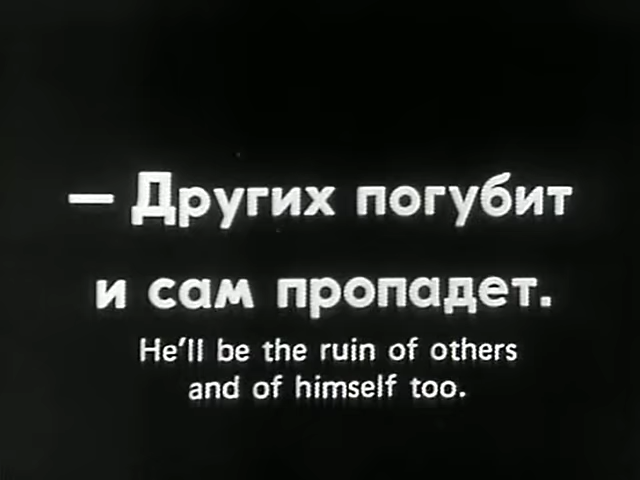 — Других погубит
и сам пропадет.
He'll be the ruin of others
and of himself too.